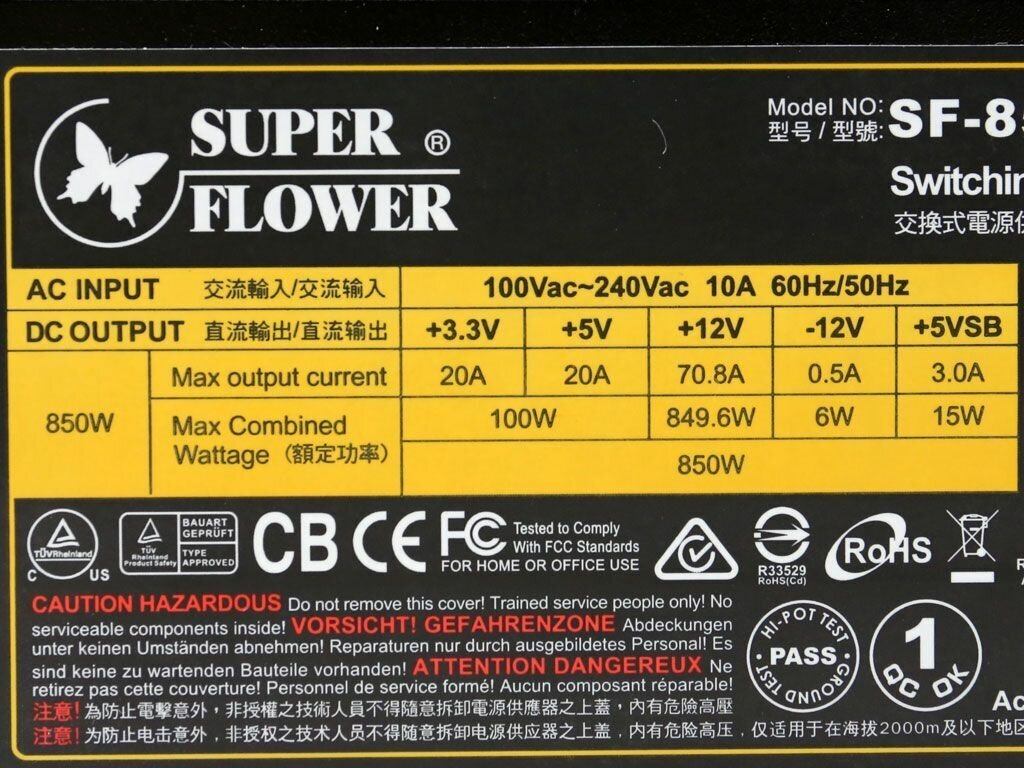 SUPER ®
FLOWER
Model NO:
型号 / 型號:
SF-8
Switchin
交換式電源供
AC INPUT 交流輸入/交流输入 100Vac~240Vac 10A 60Hz/50Hz
DC OUTPUT 直流輸出/直流输出 +3.3V +5V +12V -12V +5VSB
850W
Max output current 20A 20A 70.8A 0.5A 3.0A
Max Combined
Wattage (額定功率)
100W 849.6W 6W 15W
850W
TÜVRheinland
C US
TÜV
Rheinland
Product Safety
BAUART
GEPRÜFT
TYPE
APPROVED
CB CE FC
Tested to Comply
With FCC Standards
FOR HOME OR OFFICE USE
R33529
RoHS(Cd)
RoHS
CAUTION HAZARDOUS Do not remove this cover! Trained service people only! No
serviceable components inside! VORSICHT! GEFAHRENZONE Abdeckungen
unter keinen Umständen abnehmen! Reparaturen nur durch ausgebildetes Personal! Es
sind keine zu wartenden Bauteile vorhanden! ATTENTION DANGEREUX Ne
retirez pas cette couverture! Personnel de service formé! Aucun composant réparable!
注意! 為防止電擊意外，非授權之技術人員不得隨意拆卸電源供應器之上蓋，內有危險高壓
注意! 为防止电击意外，非授权之技术人员不得随意拆卸电源供应器之上盖，内有危险高压，仅适用于在海拔2000m及以下地区
HI-POT TEST
PASS
GROUND TEST
1
QC OK
Ac